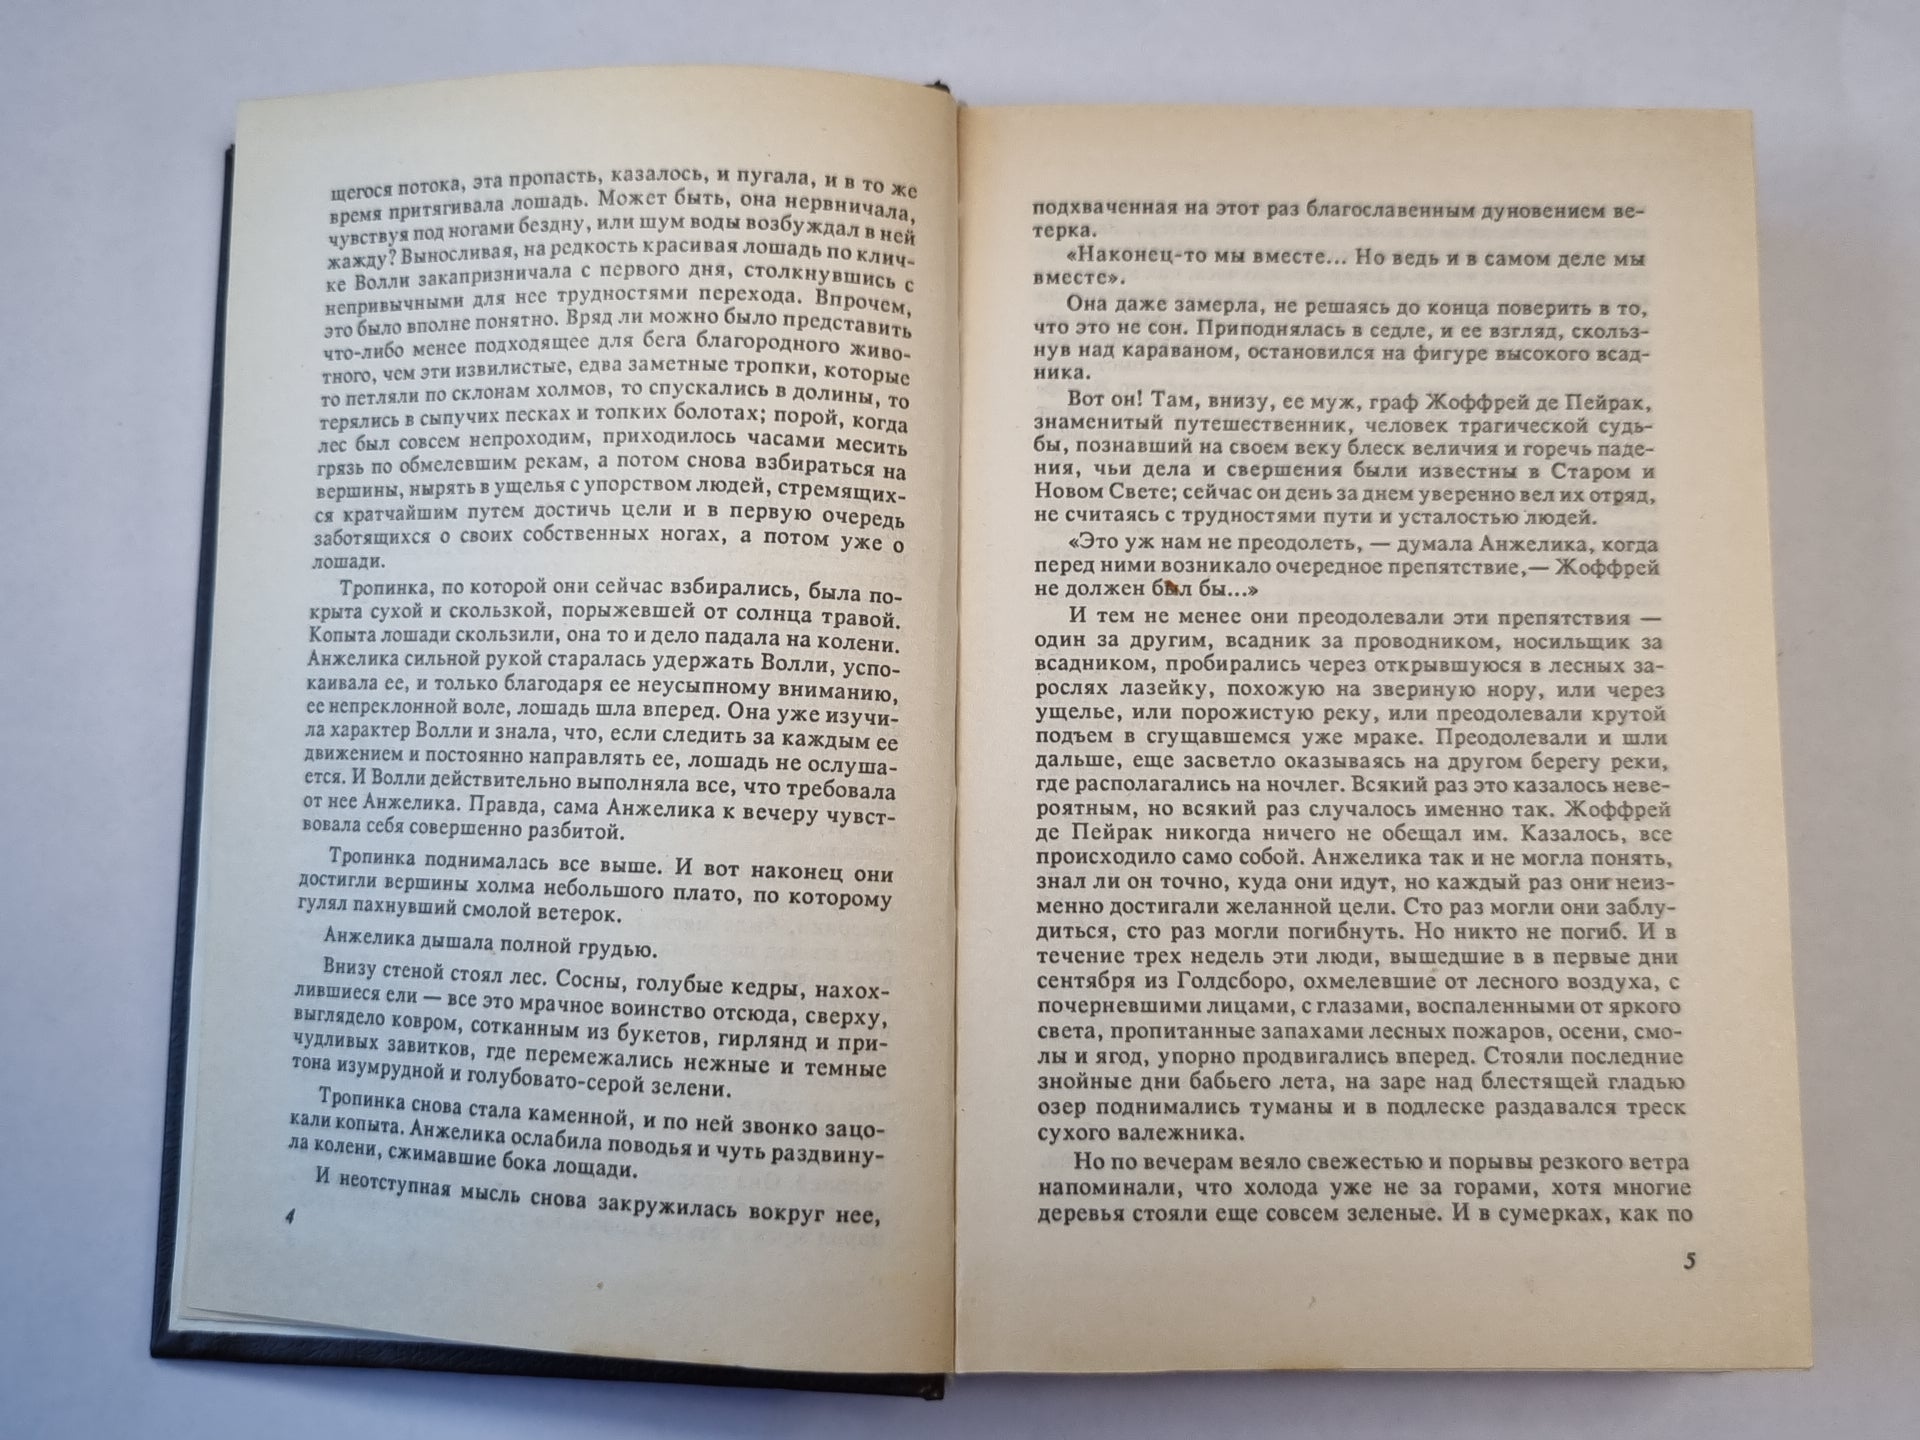 щегося потока, эта пропасть, казалось, и пугала, и в то же
время притягивала лошадь. Может быть, она нервничала,
чувствуя под ногами бездну, или шум воды возбуждал в ней
жажду? Выносливая, на редкость красивая лошадь по клич-
ке Волли закапризничала с первого дня, столкнувшись с
непривычными для нее трудностями перехода. Впрочем,
это было вполне понятно. Вряд ли можно было представить
что-либо менее подходящее для бега благородного живо-
тного, чем эти извилистые, едва заметные тропки, которые
то петляли по склонам холмов, то спускались в долины, то
терялись в сыпучих песках и топких болотах; порой, когда
лес был совсем непроходим, приходилось часами месить
грязь по обмелевшим рекам, а потом снова взбираться на
вершины, нырять в ущелья с упорством людей, стремящих-
ся кратчайшим путем достичь цели и в первую очередь
заботящихся о своих собственных ногах, а потом уже о
лошади.
Тропинка, по которой они сейчас взбирались, была по-
крыта сухой и скользкой, порыжевшей от солнца травой.
Копыта лошади скользили, она то и дело падала на колени.
Анжелика сильной рукой старалась удержать Волли, успо-
каивала ее, и только благодаря ее неусыпному вниманию,
ее непреклонной воле, лошадь шла вперед. Она уже изучи-
ла характер Волли и знала, что, если следить за каждым ее
движением и постоянно направлять ее, лошадь не ослуша-
ется. И Волли действительно выполняла все, что требовала
от нее Анжелика. Правда, сама Анжелика к вечеру чувст-
вовала себя совершенно разбитой.
Тропинка поднималась все выше. И вот наконец они
достигли вершины холма небольшого плато, по которому
гулял пахнувший смолой ветерок.
Анжелика дышала полной грудью.
Внизу стеной стоял лес. Сосны, голубые кедры, нахох-
лившиеся ели — все это мрачное воинство отсюда, сверху,
выглядело ковром, сотканным из букетов, гирлянд и при-
чудливых завитков, где перемежались нежные и темные
тона изумрудной и голубовато-серой зелени.
Тропинка снова стала каменной, и по ней звонко зацо-
кали копыта. Анжелика ослабила поводья и чуть раздвину-
ла колени, сжимавшие бока лощади.
И неотступная мысль снова закружилась вокруг нее,
4
подхваченная на этот раз благославенным дуновением ве-
терка.
«Наконец-то мы вместе... Но ведь и в самом деле мы
вместе».
Она даже замерла, не решаясь до конца поверить в то,
что это не сон. Приподнялась в седле, и ее взгляд, скольз-
нув над караваном, остановился на фигуре высокого всад-
ника.
Вот он! Там, внизу, ее муж, граф Жоффрей де Пейрак,
знаменитый путешественник, человек трагической судь-
бы, познавший на своем веку блеск величия и горечь паде-
ния, чьи дела и свершения были известны в Старом и
Новом Свете; сейчас он день за днем уверенно вел их отряд,
не считаясь с трудностями пути и усталостью людей.
«Это уж нам не преодолеть, — думала Анжелика, когда
перед ними возникало очередное препятствие,— Жоффрей
не должен был бы...»
И тем не менее они преодолевали эти препятствия —
один за другим, всадник за проводником, носильщик за
всадником, пробирались через открывшуюся в лесных за-
рослях лазейку, похожую на звериную нору, или через
ущелье, или порожистую реку, или преодолевали крутой
подъем в сгущавшемся уже мраке. Преодолевали и шли
дальше, еще засветло оказываясь на другом берегу реки,
где располагались на ночлег. Всякий раз это казалось неве-
роятным, но всякий раз случалось именно так. Жоффрей
де Пейрак никогда ничего не обещал им. Казалось, все
происходило само собой. Анжелика так и не могла понять,
знал ли он точно, куда они идут, но каждый раз они неиз-
менно достигали желанной цели. Сто раз могли они заблу-
диться, сто раз могли погибнуть. Но никто не погиб. И в
течение трех недель эти люди, вышедшие в в первые дни
сентября из Голдсборо, охмелевшие от лесного воздуха, с
почерневшими лицами, с глазами, воспаленными от яркого
света, пропитанные запахами лесных пожаров, осени, смо-
лы и ягод, упорно продвигались вперед. Стояли последние
знойные дни бабьего лета, на заре над блестящей гладью
озер поднимались туманы и в подлеске раздавался треск
сухого валежника.
Но по вечерам веяло свежестью и порывы резкого ветра
напоминали, что холода уже не за горами, хотя многие
деревья стояли еще совсем зеленые. И в сумерках, как по
5